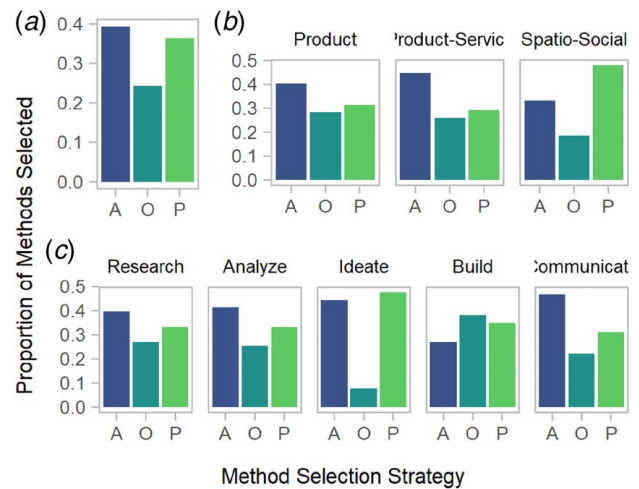 (a)
0.4
0.3
0.2
0.1
0.0
A O P
(b)
Product Product-Servic Spatio-Social
0.5
0.4
0.3
0.2
0.1
0.0
A O P A O P A O P
(c)
Research Analyze Ideate Build Communicat
0.5
0.4
0.3
0.2
0.1
0.0
A O P A O P A O P A O P A O P
Proportion of Methods Selected
Method Selection Strategy